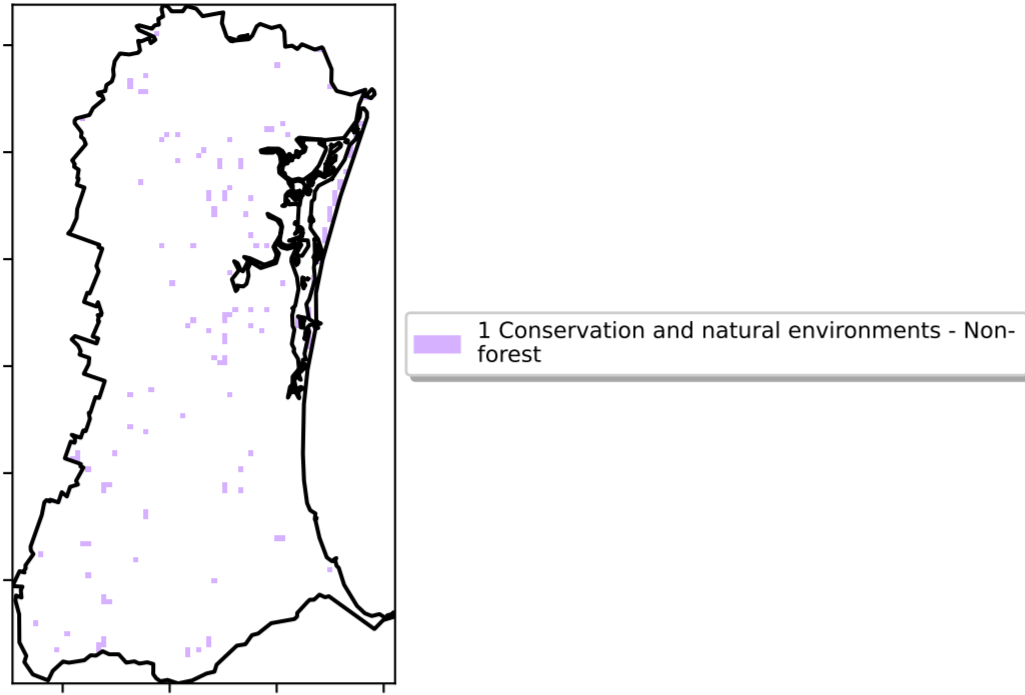 1 Conservation and natural environments - Non-
forest